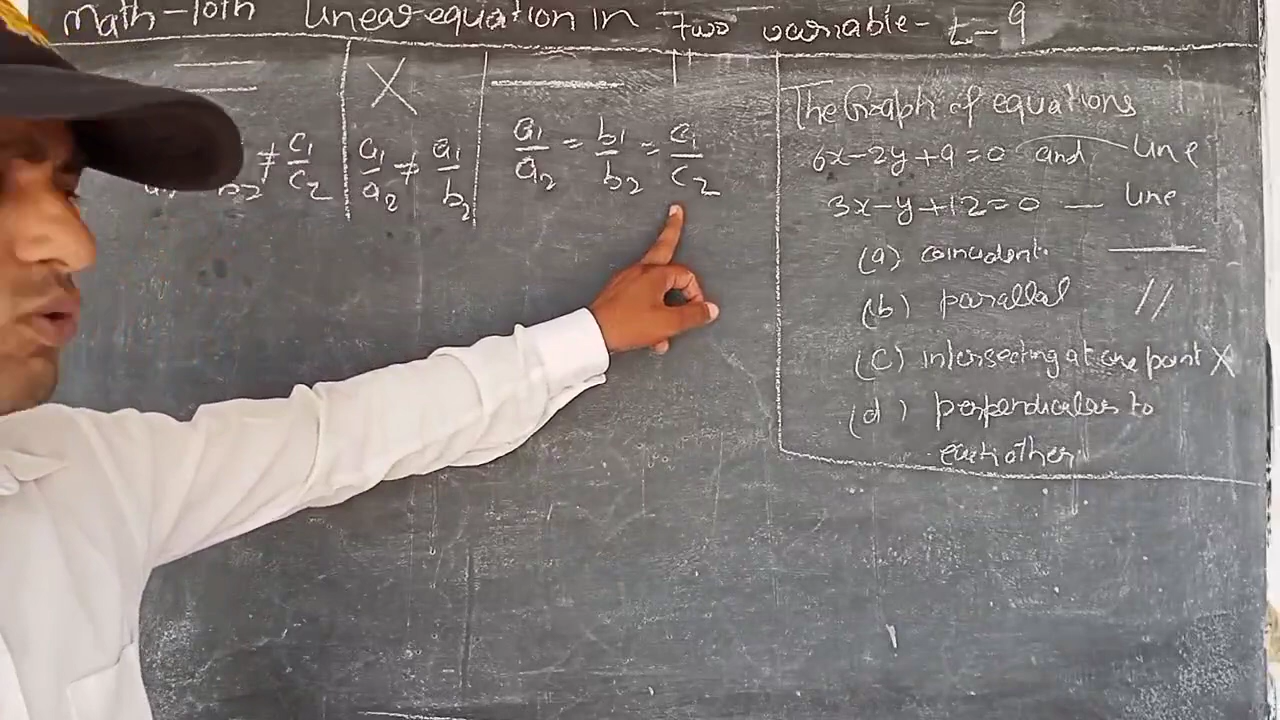 Math-10th Linear equation in Two variable- L-9
≠ c₁/c₂
a₁/a₂ ≠ a₁/b₂
a₁/a₂ = b₁/b₂ = c₁/c₂
The Graph of equations
6x-2y+9=0 and Line
3x-y+12=0 — Line
(a) coincident.
(b) parallal //
(C) intersecting at one point X
(d) perpendicular to
each other